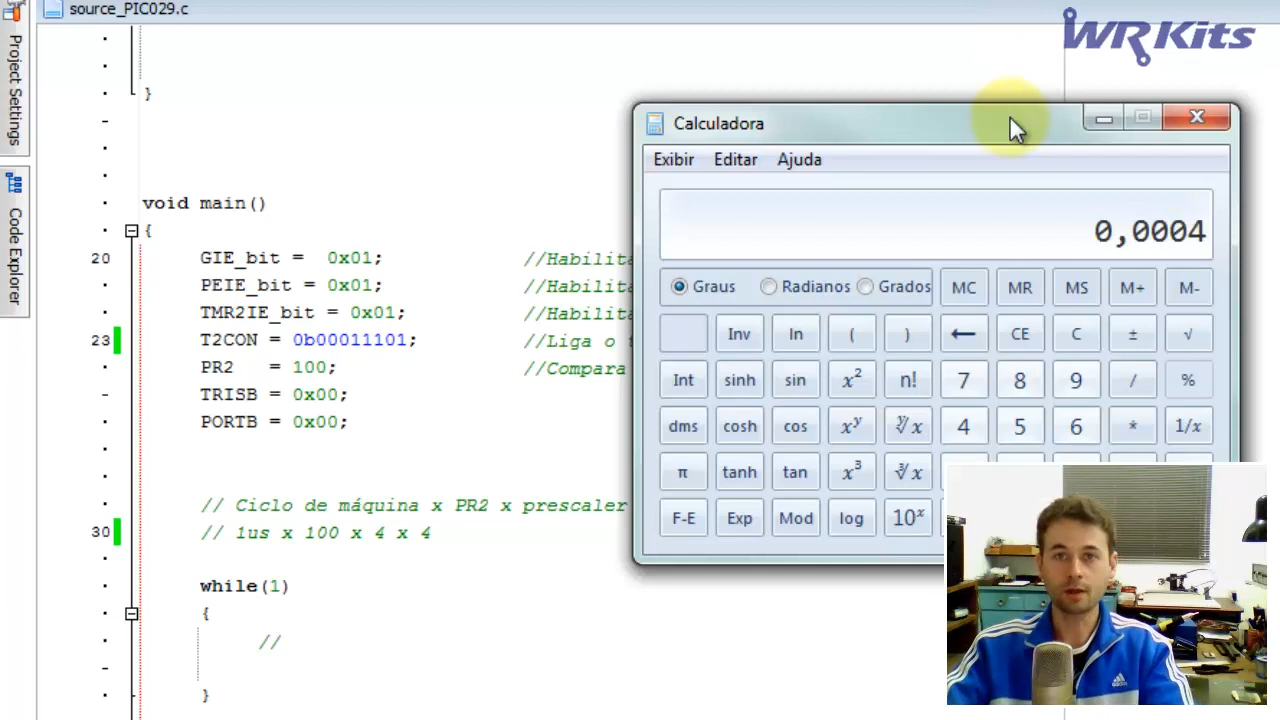 source_PIC029.c
WR Kits
Project Settings
Code Explorer
}
void main()
{
20 GIE_bit = 0x01; //Habilita
PEIE_bit = 0x01; //Habilita
TMR2IE_bit = 0x01; //Habilita
23 T2CON = 0b00011101; //Liga o
PR2 = 100; //Compara
TRISB = 0x00;
PORTB = 0x00;
// Ciclo de máquina x PR2 x prescaler
30 // 1us x 100 x 4 x 4
while(1)
{
//
}
Calculadora
Exibir Editar Ajuda
0,0004
Graus Radianos Grados MC MR MS M+ M-
Inv ln ( ) ← CE C ± √
Int sinh sin x² n! 7 8 9 / %
dms cosh cos xʸ ʸ√x 4 5 6 * 1/x
π tanh tan x³ ³√x
F-E Exp Mod log 10ˣ
adidas